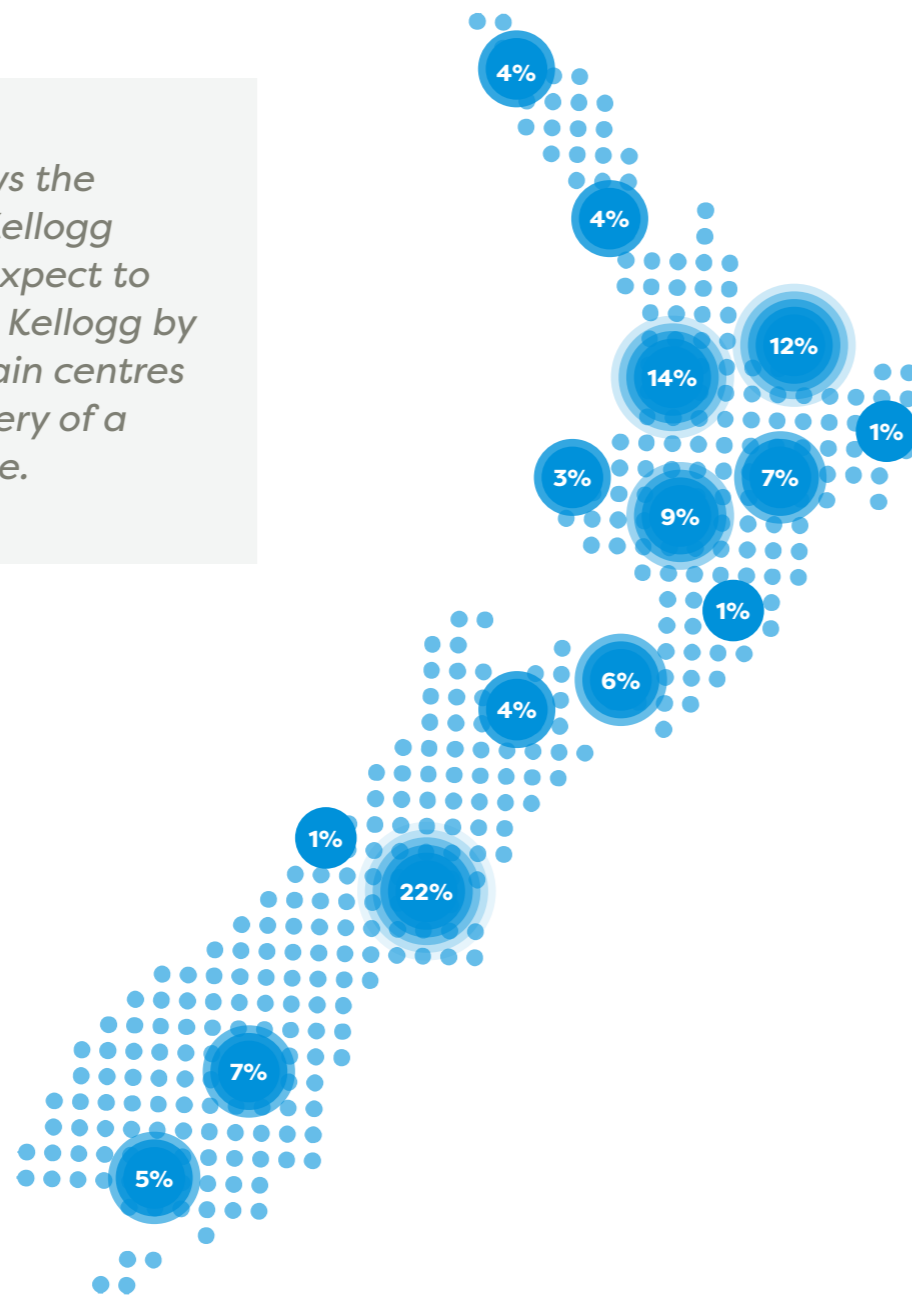 ws the
Kellogg
xpect to
Kellogg by
ain centres
ery of a
e.
4%
4%
12%
14%
1%
3%
7%
9%
1%
6%
4%
1%
22%
7%
5%